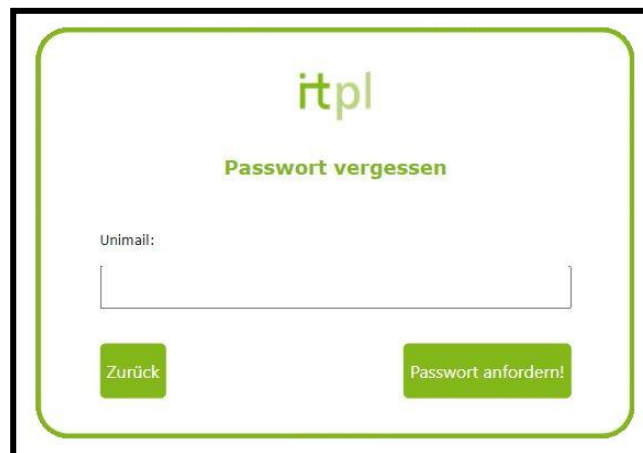 itpl
Passwort vergessen
Unimail:
Zurück
Passwort anfordern!